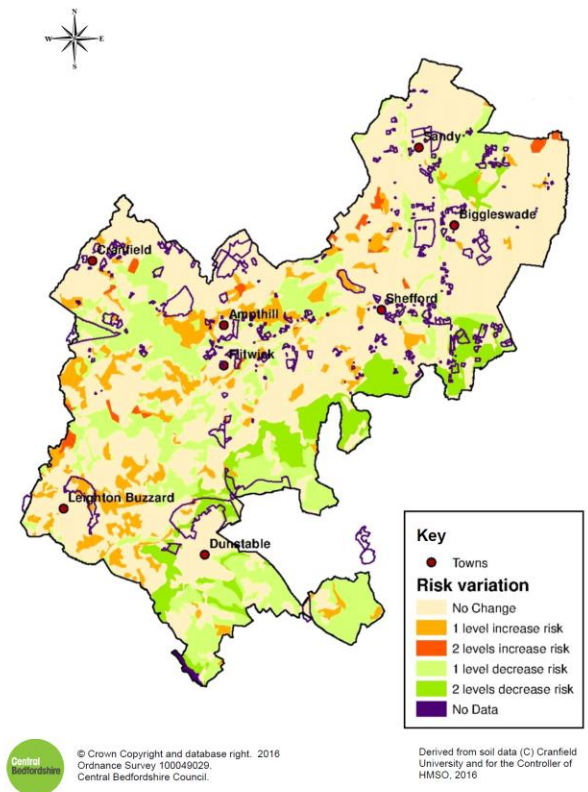 N
W E
S
Sandy
Biggleswade
Cranfield
Shefford
Ampthill
Flitwick
Leighton Buzzard
Dunstable
Key
Towns
Risk variation
No Change
1 level increase risk
2 levels increase risk
1 level decrease risk
2 levels decrease risk
No Data
Central
Bedfordshire
© Crown Copyright and database right. 2016
Ordnance Survey 100049029.
Central Bedfordshire Council.
Derived from soil data (C) Cranfield
University and for the Controller of
HMSO, 2016